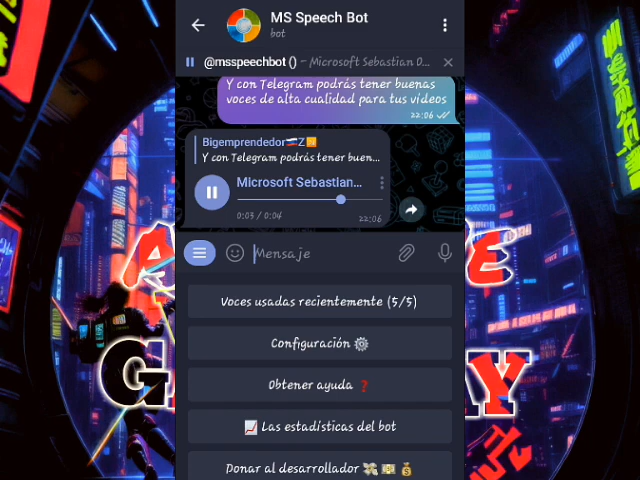 MS Speech Bot
bot
@msspeechbot () – Microsoft Sebastian O...
Y con Telegram podrás tener buenas
voces de alta cualidad para tus videos
22:06
Bigemprendedor🇷🇺Z🆖
Y con Telegram podrás tener buen...
Microsoft Sebastian...
0:03 / 0:04
22:06
Mensaje
Voces usadas recientemente (5/5)
Configuración ⚙️
Obtener ayuda ❓
📈 Las estadísticas del bot
Donar al desarrollador 💸 💵 💰